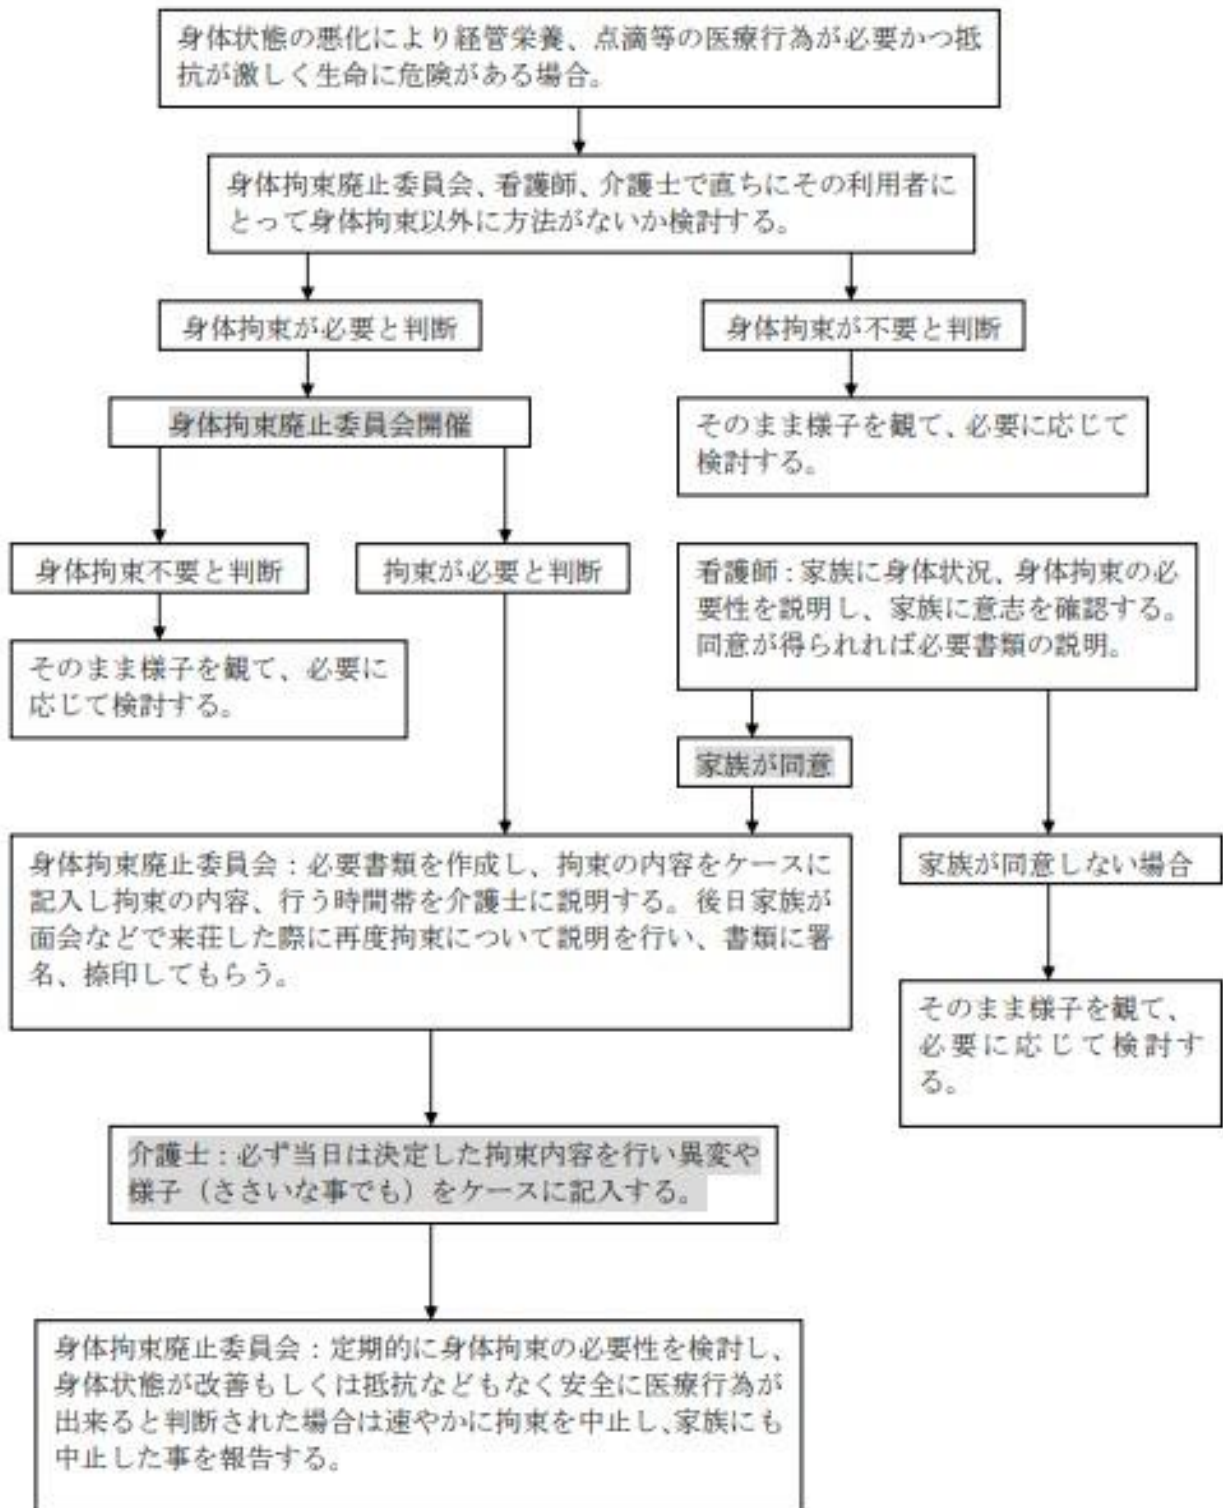 身体状態の悪化により経管栄養、点滴等の医療行為が必要かつ抵
抗が激しく生命に危険がある場合。
身体拘束廃止委員会、看護師、介護士で直ちにその利用者に
とって身体拘束以外に方法がないか検討する。
身体拘束が必要と判断
身体拘束が不要と判断
身体拘束廃止委員会開催
そのまま様子を観て、必要に応じて
検討する。
身体拘束不要と判断
拘束が必要と判断
看護師：家族に身体状況、身体拘束の必
要性を説明し、家族に意志を確認する。
同意が得られれば必要書類の説明。
そのまま様子を観て、必要に
応じて検討する。
家族が同意
身体拘束廃止委員会：必要書類を作成し、拘束の内容をケースに
記入し拘束の内容、行う時間帯を介護士に説明する。後日家族が
面会などで来荘した際に再度拘束について説明を行い、書類に署
名、捺印してもらう。
家族が同意しない場合
そのまま様子を観て、
必要に応じて検討す
る。
介護士：必ず当日は決定した拘束内容を行い異変や
様子（ささいな事でも）をケースに記入する。
身体拘束廃止委員会：定期的に身体拘束の必要性を検討し、
身体状態が改善もしくは抵抗などもなく安全に医療行為が
出来ると判断された場合は速やかに拘束を中止し、家族にも
中止した事を報告する。